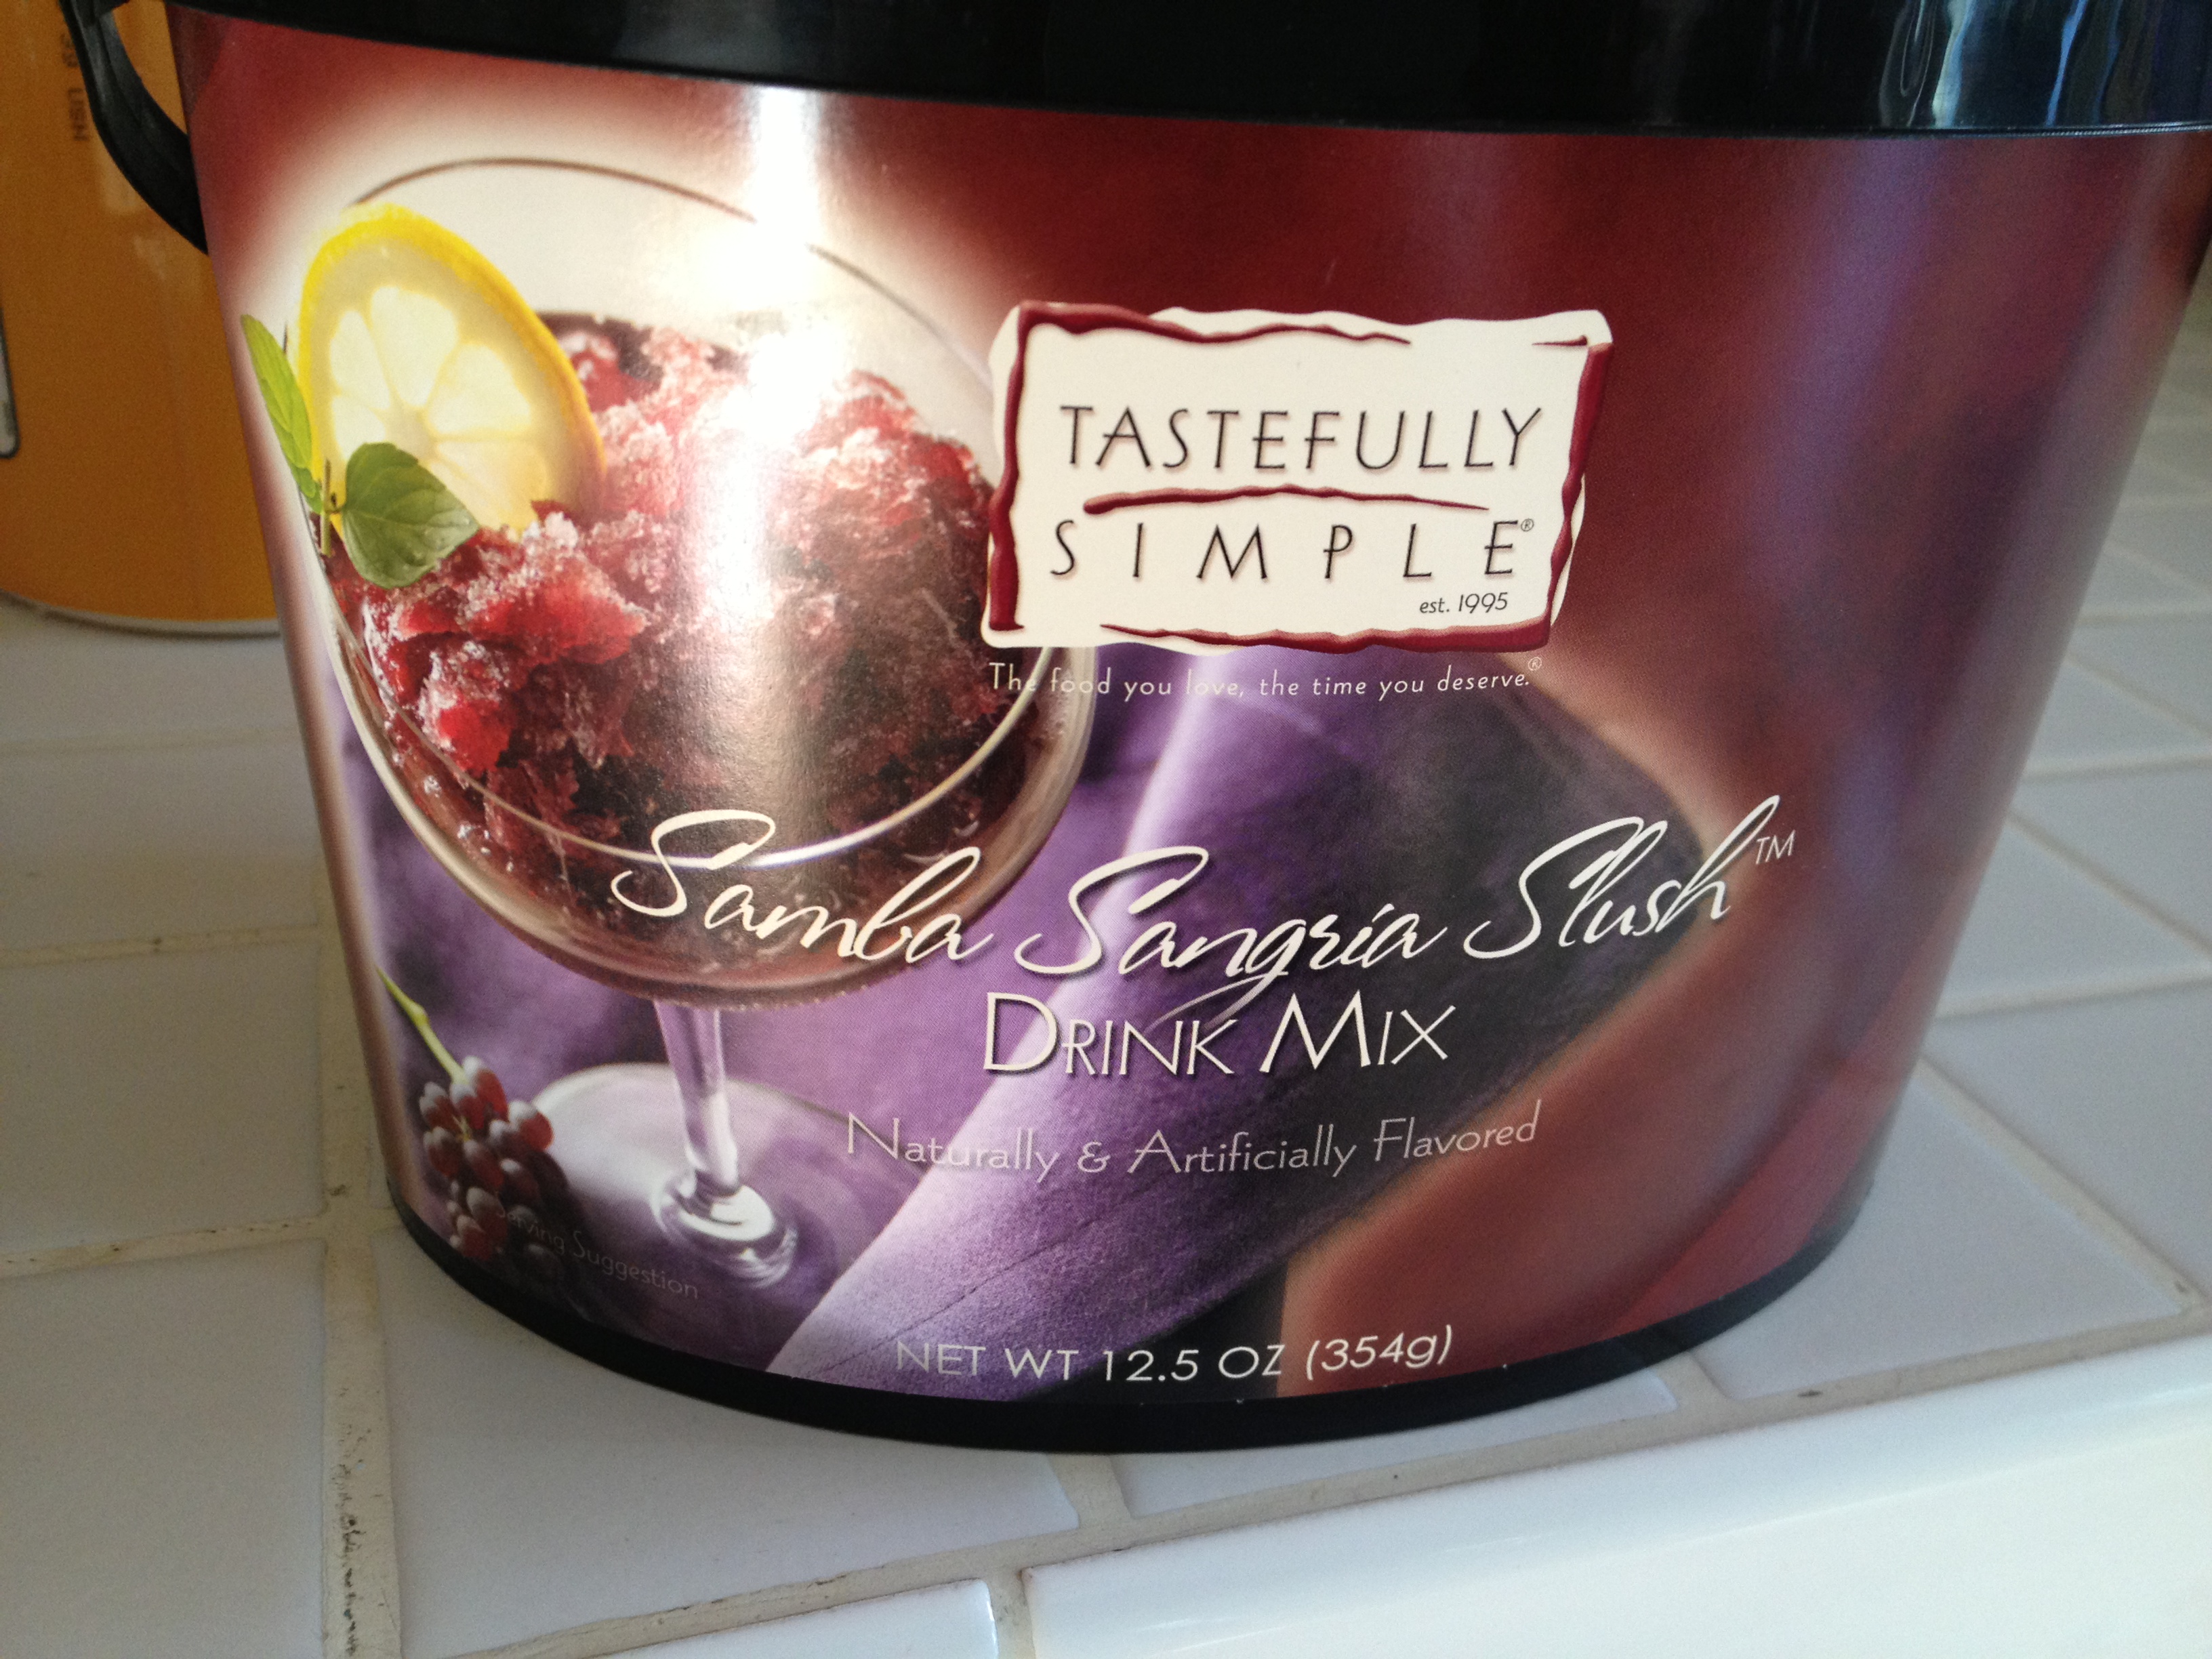 TASTEFULLY
SIMPLE®
est. 1995
The food you love, the time you deserve.®
Samba Sangria Slush™
DRINK MIX
Naturally & Artificially Flavored
Serving Suggestion
NET WT 12.5 OZ (354g)